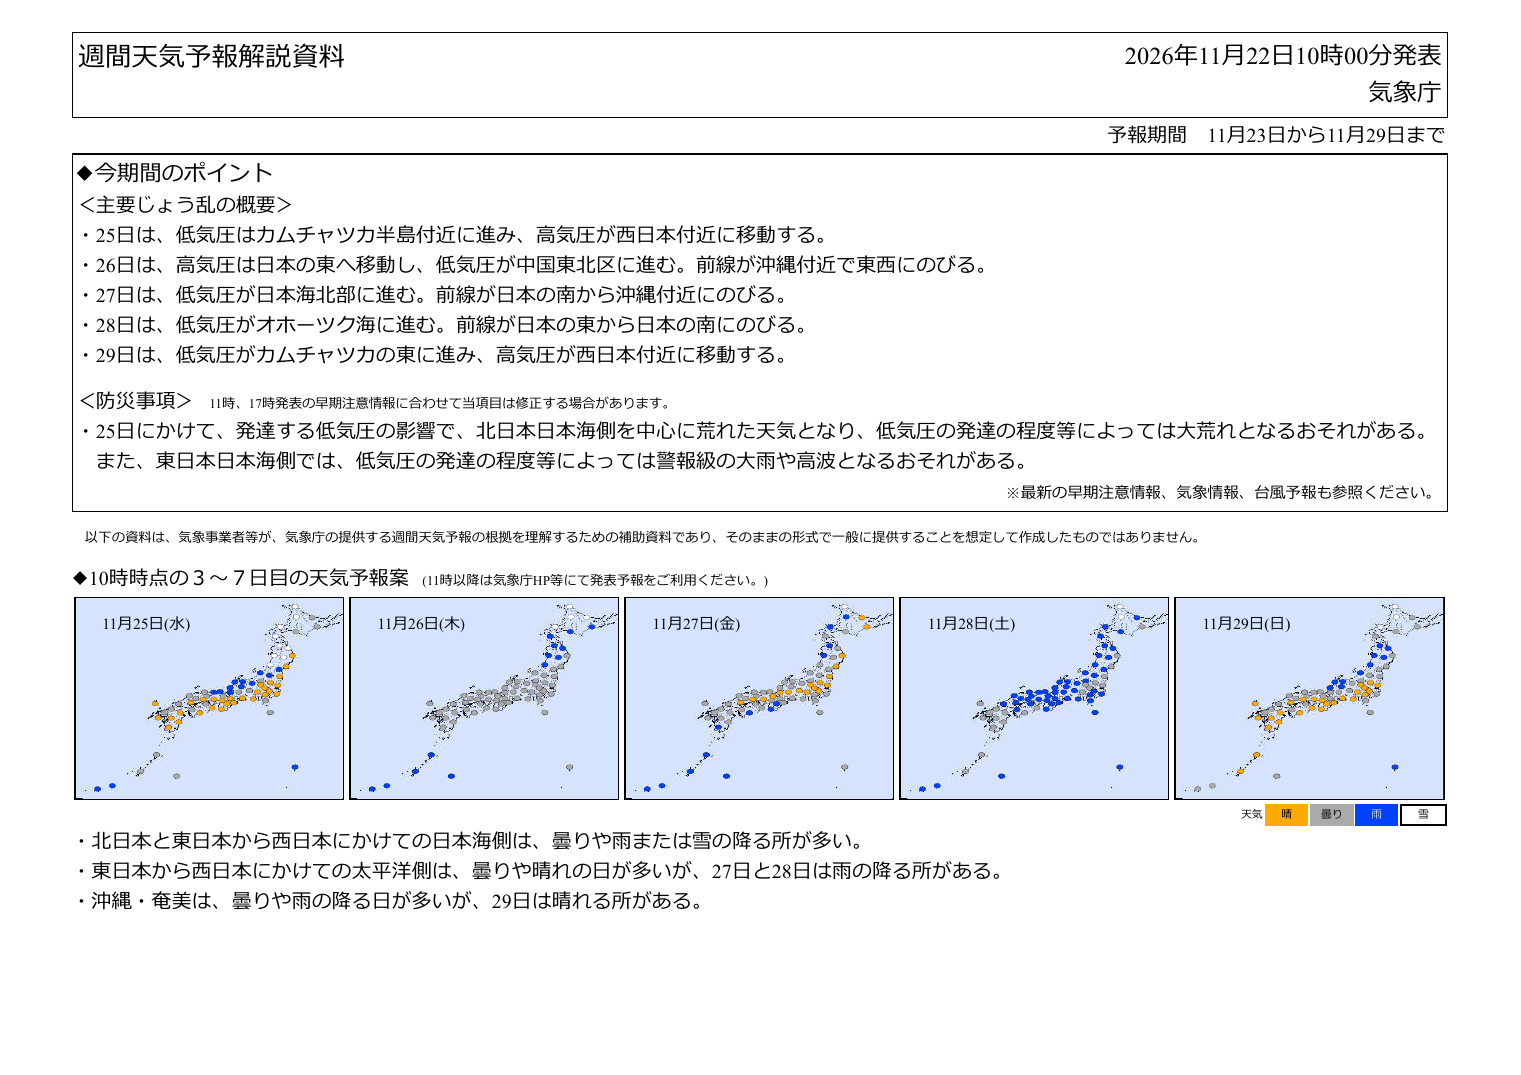 週間天気予報解説資料
2026年11月22日10時00分発表
気象庁
予報期間　11月23日から11月29日まで
◆今期間のポイント
＜主要じょう乱の概要＞
・25日は、低気圧はカムチャツカ半島付近に進み、高気圧が西日本付近に移動する。
・26日は、高気圧は日本の東へ移動し、低気圧が中国東北区に進む。前線が沖縄付近で東西にのびる。
・27日は、低気圧が日本海北部に進む。前線が日本の南から沖縄付近にのびる。
・28日は、低気圧がオホーツク海に進む。前線が日本の東から日本の南にのびる。
・29日は、低気圧がカムチャツカの東に進み、高気圧が西日本付近に移動する。
＜防災事項＞　11時、17時発表の早期注意情報に合わせて当項目は修正する場合があります。
・25日にかけて、発達する低気圧の影響で、北日本日本海側を中心に荒れた天気となり、低気圧の発達の程度等によっては大荒れとなるおそれがある。
また、東日本日本海側では、低気圧の発達の程度等によっては警報級の大雨や高波となるおそれがある。
※最新の早期注意情報、気象情報、台風予報も参照ください。
以下の資料は、気象事業者等が、気象庁の提供する週間天気予報の根拠を理解するための補助資料であり、そのままの形式で一般に提供することを想定して作成したものではありません。
◆10時時点の３～７日目の天気予報案　(11時以降は気象庁HP等にて発表予報をご利用ください。)
11月25日(水)
11月26日(木)
11月27日(金)
11月28日(土)
11月29日(日)
天気 晴 曇り 雨 雪
・北日本と東日本から西日本にかけての日本海側は、曇りや雨または雪の降る所が多い。
・東日本から西日本にかけての太平洋側は、曇りや晴れの日が多いが、27日と28日は雨の降る所がある。
・沖縄・奄美は、曇りや雨の降る日が多いが、29日は晴れる所がある。